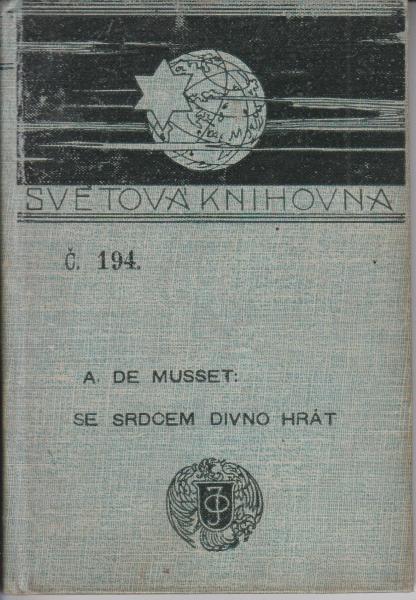 SVĚTOVÁ KNIHOVNA
Č. 194.
A. DE MUSSET:
SE SRDCEM DIVNO HRÁT